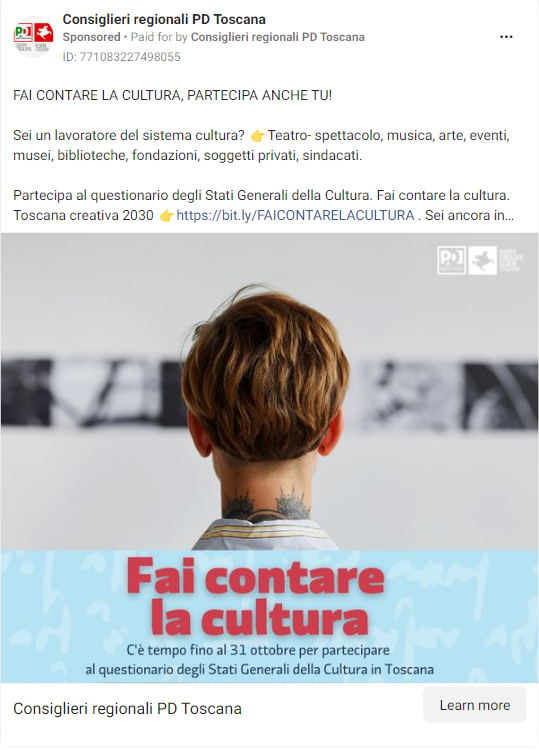 Consiglieri regionali PD Toscana
Sponsored • Paid for by Consiglieri regionali PD Toscana
ID: 771083227498055
FAI CONTARE LA CULTURA, PARTECIPA ANCHE TU!
Sei un lavoratore del sistema cultura? 👉 Teatro- spettacolo, musica, arte, eventi,
musei, biblioteche, fondazioni, soggetti privati, sindacati.
Partecipa al questionario degli Stati Generali della Cultura. Fai contare la cultura.
Toscana creativa 2030 👉 https://bit.ly/FAICONTARELACULTURA . Sei ancora in...
PD
Fai contare
la cultura
C'è tempo fino al 31 ottobre per partecipare
al questionario degli Stati Generali della Cultura in Toscana
Consiglieri regionali PD Toscana
Learn more